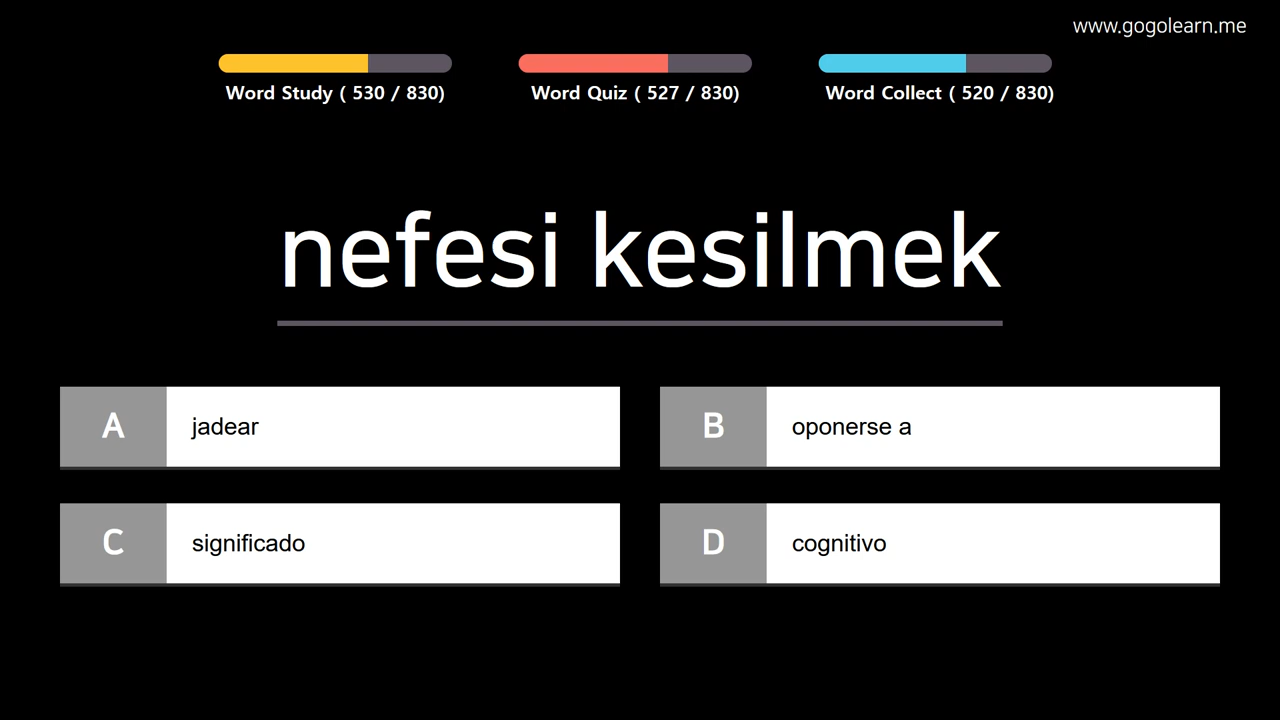 www.gogolearn.me
Word Study ( 530 / 830)
Word Quiz ( 527 / 830)
Word Collect ( 520 / 830)
nefesi kesilmek
A
jadear
B
oponerse a
C
significado
D
cognitivo